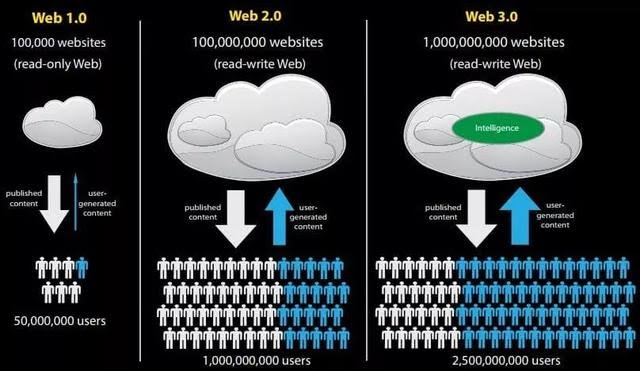 Web 1.0
100,000 websites
(read-only Web)
published
content
user-
generated
content
50,000,000 users
Web 2.0
100,000,000 websites
(read-write Web)
published
content
user-
generated
content
1,000,000,000 users
Web 3.0
1,000,000,000 websites
(read-write Web)
Intelligence
published
content
user-
generated
content
2,500,000,000 users